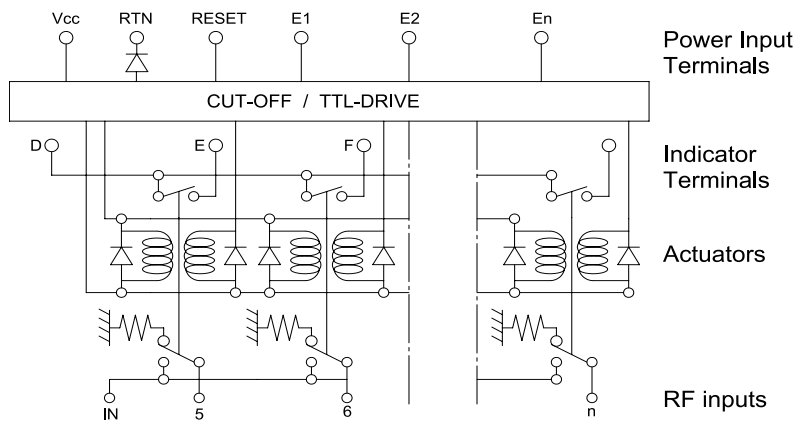 Vcc RTN RESET E1 E2 En
Power Input
Terminals
CUT-OFF / TTL-DRIVE
D E F
Indicator
Terminals
Actuators
IN 5 6 n
RF inputs